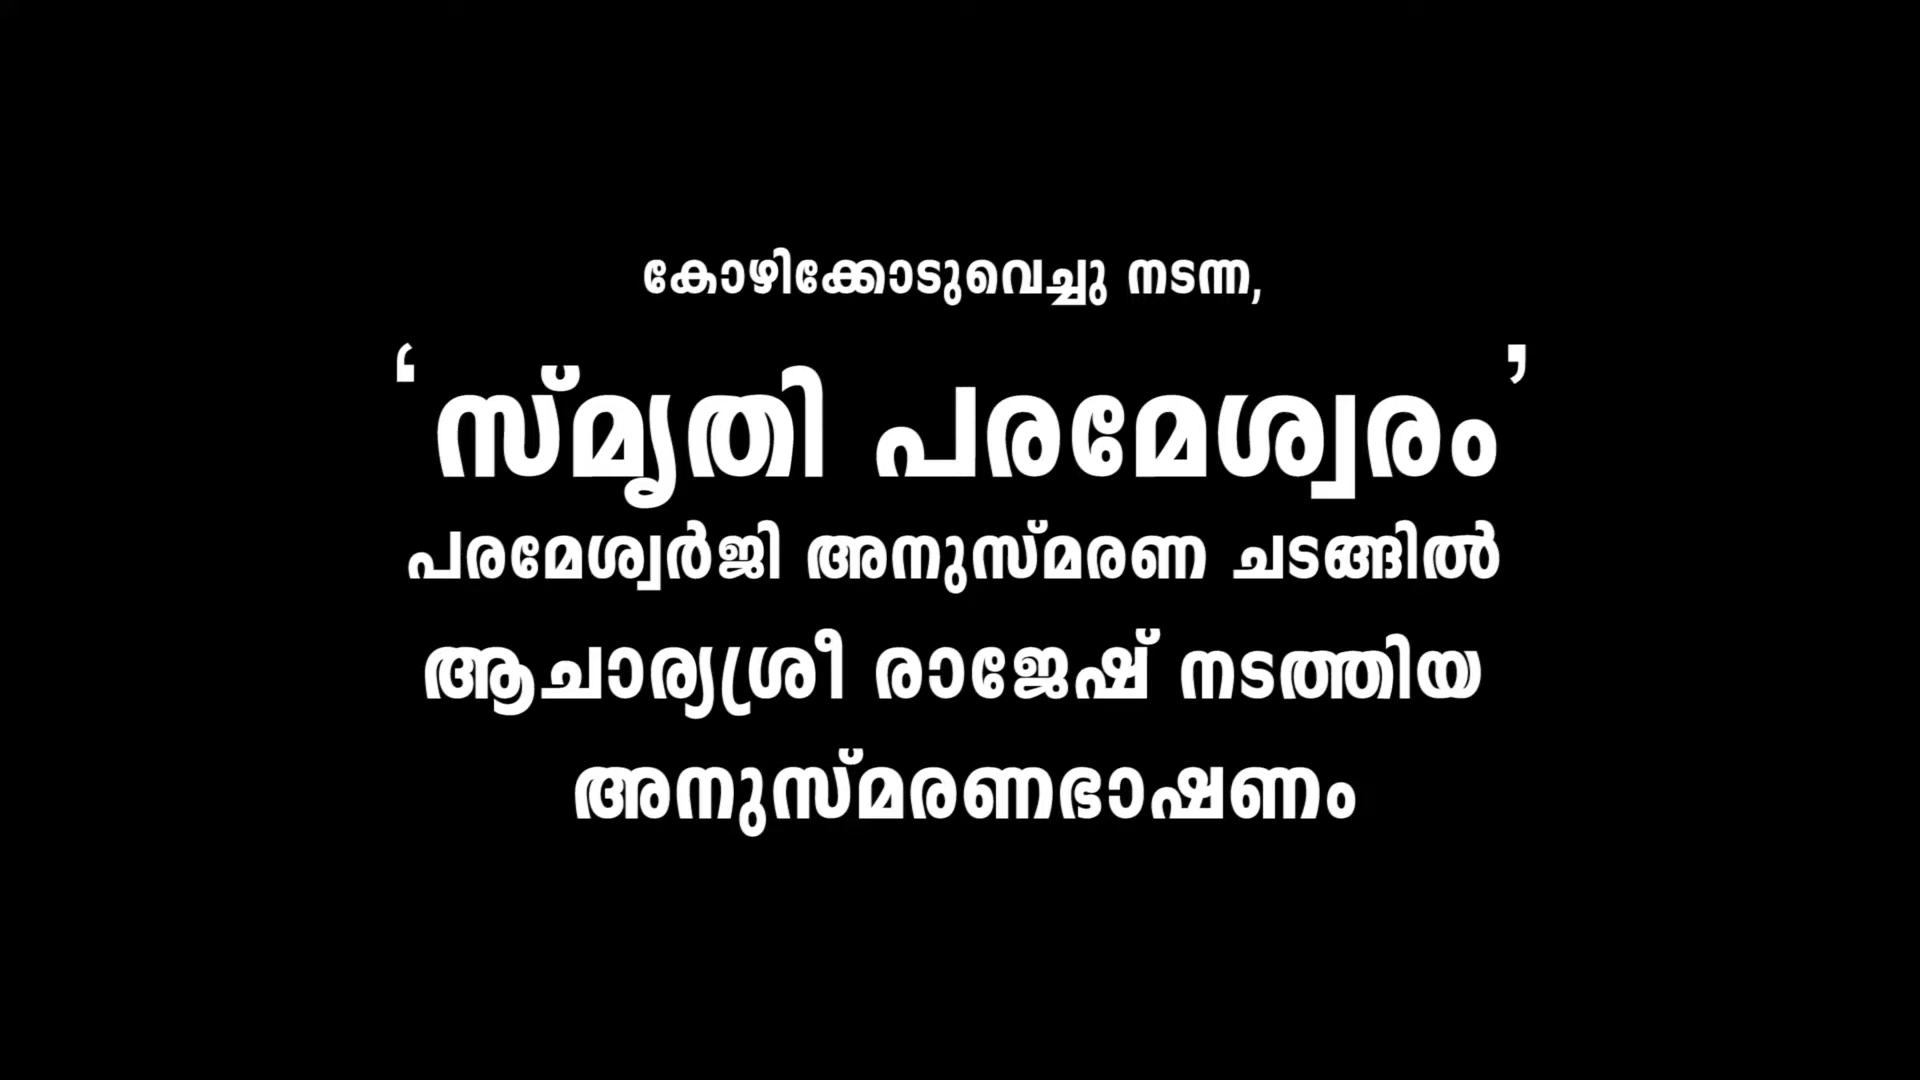 കോഴിക്കോടുവെച്ചു നടന്ന,
‘സ്മൃതി പരമേശ്വരം’
പരമേശ്വർജി അനുസ്മരണ ചടങ്ങിൽ
ആചാര്യശ്രീ രാജേഷ് നടത്തിയ
അനുസ്മരണഭാഷണം